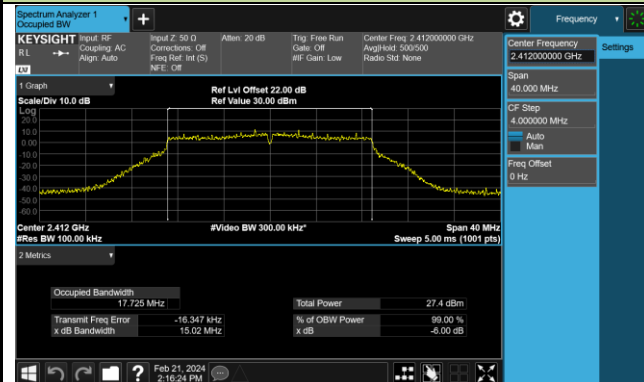 Spectrum Analyzer 1
Occupied BW
+
Frequency
KEYSIGHT
RL
LXI
Input: RF
Coupling: AC
Align: Auto
Input Z: 50 Ω
Corrections: Off
Freq Ref: Int (S)
NFE: Off
Atten: 20 dB
Trig: Free Run
Gate: Off
#IF Gain: Low
Center Freq: 2.412000000 GHz
Avg|Hold: 500/500
Radio Std: None
Center Frequency
2.412000000 GHz
Settings
Span
40.000 MHz
CF Step
4.000000 MHz
Auto
Man
Freq Offset
0 Hz
1 Graph
Scale/Div 10.0 dB
Ref Lvl Offset 22.00 dB
Ref Value 30.00 dBm
Log
20.0
10.0
0.00
-10.0
-20.0
-30.0
-40.0
-50.0
-60.0
Center 2.412 GHz
#Video BW 300.00 kHz*
Span 40 MHz
#Res BW 100.00 kHz
Sweep 5.00 ms (1001 pts)
2 Metrics
Occupied Bandwidth
17.725 MHz
Total Power 27.4 dBm
Transmit Freq Error -16.347 kHz
% of OBW Power 99.00 %
x dB Bandwidth 15.02 MHz
x dB -6.00 dB
?
Feb 21, 2024
2:16:24 PM